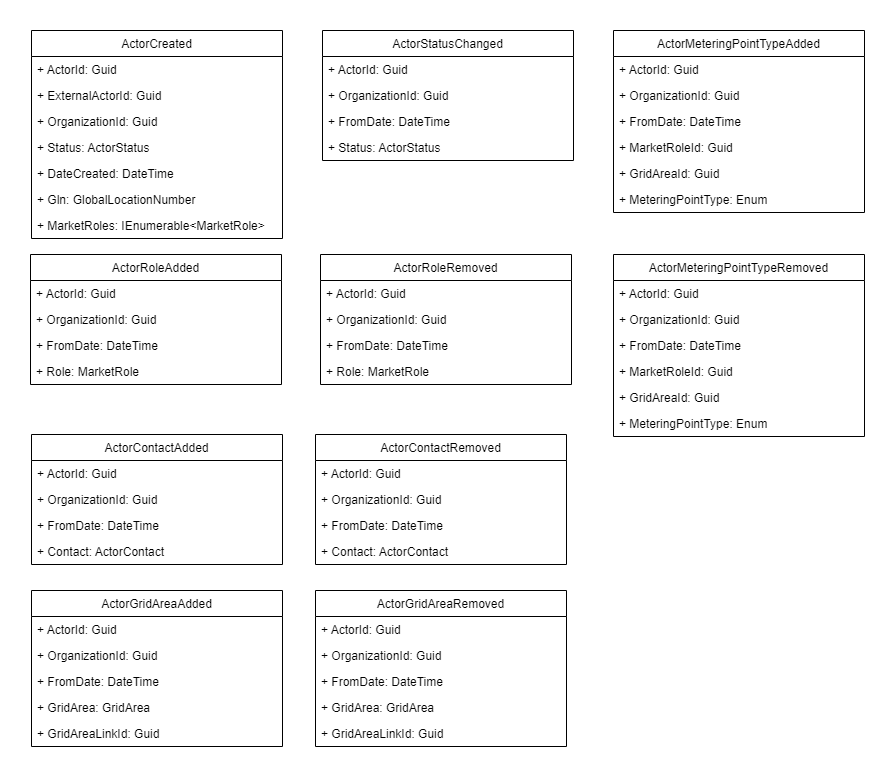 ActorCreated
+ ActorId: Guid
+ ExternalActorId: Guid
+ OrganizationId: Guid
+ Status: ActorStatus
+ DateCreated: DateTime
+ Gln: GlobalLocationNumber
+ MarketRoles: IEnumerable<MarketRole>
ActorStatusChanged
+ ActorId: Guid
+ OrganizationId: Guid
+ FromDate: DateTime
+ Status: ActorStatus
ActorMeteringPointTypeAdded
+ ActorId: Guid
+ OrganizationId: Guid
+ FromDate: DateTime
+ MarketRoleId: Guid
+ GridAreaId: Guid
+ MeteringPointType: Enum
ActorRoleAdded
+ ActorId: Guid
+ OrganizationId: Guid
+ FromDate: DateTime
+ Role: MarketRole
ActorRoleRemoved
+ ActorId: Guid
+ OrganizationId: Guid
+ FromDate: DateTime
+ Role: MarketRole
ActorMeteringPointTypeRemoved
+ ActorId: Guid
+ OrganizationId: Guid
+ FromDate: DateTime
+ MarketRoleId: Guid
+ GridAreaId: Guid
+ MeteringPointType: Enum
ActorContactAdded
+ ActorId: Guid
+ OrganizationId: Guid
+ FromDate: DateTime
+ Contact: ActorContact
ActorContactRemoved
+ ActorId: Guid
+ OrganizationId: Guid
+ FromDate: DateTime
+ Contact: ActorContact
ActorGridAreaAdded
+ ActorId: Guid
+ OrganizationId: Guid
+ FromDate: DateTime
+ GridArea: GridArea
+ GridAreaLinkId: Guid
ActorGridAreaRemoved
+ ActorId: Guid
+ OrganizationId: Guid
+ FromDate: DateTime
+ GridArea: GridArea
+ GridAreaLinkId: Guid